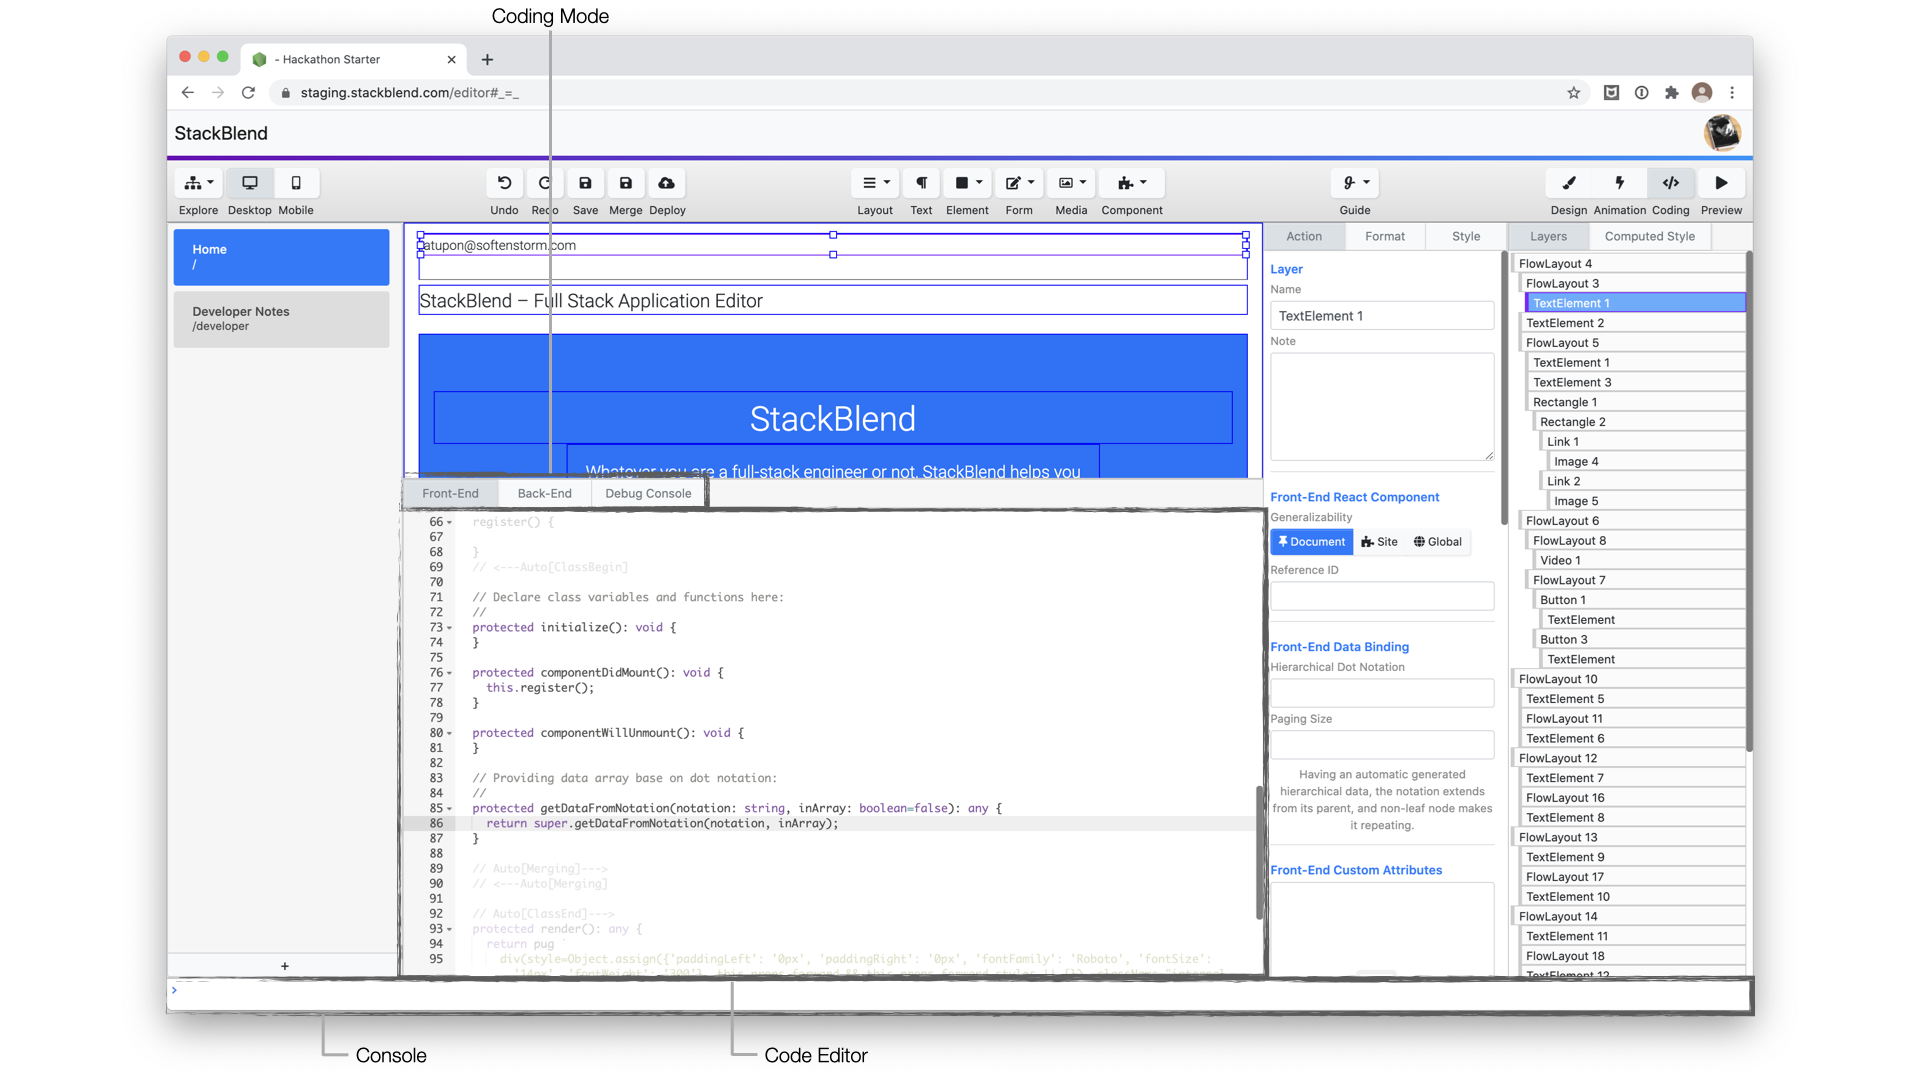 Coding Mode
- Hackathon Starter
staging.stackblend.com/editor#_=_
StackBlend
Explore Desktop Mobile Undo Redo Save Merge Deploy Layout Text Element Form Media Component Guide Design Animation Coding Preview
Home
/
Developer Notes
/developer
+
atupon@softenstorm.com
StackBlend – Full Stack Application Editor
StackBlend
Whatever you are a full-stack engineer or not, StackBlend helps you
Front-End Back-End Debug Console
66 register() {
67
68 }
69 // <---Auto[ClassBegin]
70
71 // Declare class variables and functions here:
72 //
73 protected initialize(): void {
74 }
75
76 protected componentDidMount(): void {
77 this.register();
78 }
79
80 protected componentWillUnmount(): void {
81 }
82
83 // Providing data array base on dot notation:
84 //
85 protected getDataFromNotation(notation: string, inArray: boolean=false): any {
86 return super.getDataFromNotation(notation, inArray);
87 }
88
89 // Auto[Merging]--->
90 // <---Auto[Merging]
91
92 // Auto[ClassEnd]--->
93 protected render(): any {
94 return pug `
95 div(style=Object.assign({'paddingLeft': '0px', 'paddingRight': '0px', 'fontFamily': 'Roboto', 'fontSize':
Action Format Style
Layer
Name
TextElement 1
Note
Front-End React Component
Generalizability
Document Site Global
Reference ID
Front-End Data Binding
Hierarchical Dot Notation
Paging Size
Having an automatic generated
hierarchical data, the notation extends
from its parent, and non-leaf node makes
it repeating.
Front-End Custom Attributes
Layers Computed Style
FlowLayout 4
FlowLayout 3
TextElement 1
TextElement 2
FlowLayout 5
TextElement 1
TextElement 3
Rectangle 1
Rectangle 2
Link 1
Image 4
Link 2
Image 5
FlowLayout 6
FlowLayout 8
Video 1
FlowLayout 7
Button 1
TextElement
Button 3
TextElement
FlowLayout 10
TextElement 5
FlowLayout 11
TextElement 6
FlowLayout 12
TextElement 7
FlowLayout 16
TextElement 8
FlowLayout 13
TextElement 9
FlowLayout 17
TextElement 10
FlowLayout 14
TextElement 11
FlowLayout 18
TextElement 12
>
Console
Code Editor